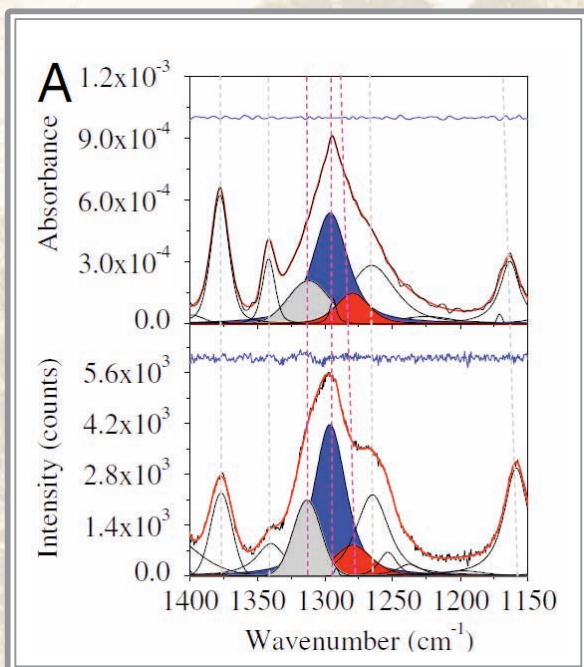 A
1.2x10⁻³
9.0x10⁻⁴
6.0x10⁻⁴
3.0x10⁻⁴
0.0
Absorbance
5.6x10³
4.2x10³
2.8x10³
1.4x10³
0.0
Intensity (counts)
1400 1350 1300 1250 1200 1150
Wavenumber (cm⁻¹)